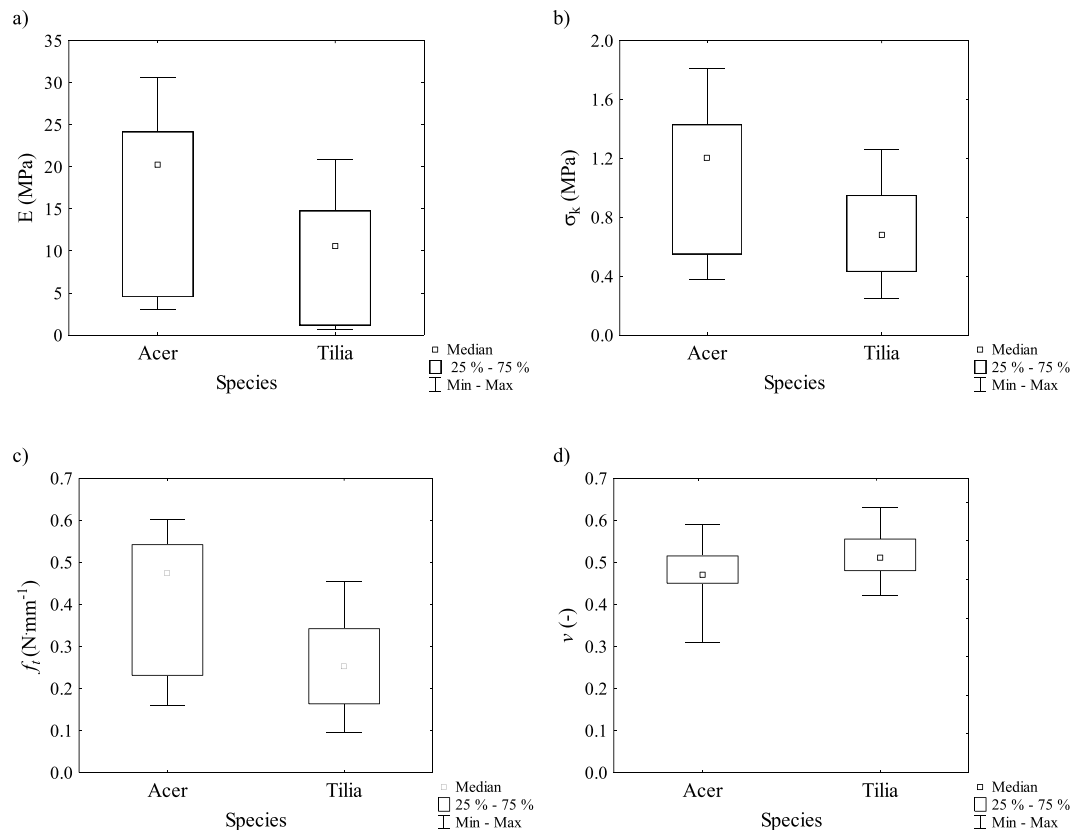 a)
35
30
25
20
15
10
5
0
E (MPa)
Acer
Tilia
Species
Median
25 % - 75 %
Min - Max
b)
2.0
1.6
1.2
0.8
0.4
0.0
σk (MPa)
Acer
Tilia
Species
Median
25 % - 75 %
Min - Max
c)
0.7
0.6
0.5
0.4
0.3
0.2
0.1
0.0
ft (N·mm-1)
Acer
Tilia
Species
Median
25 % - 75 %
Min - Max
d)
0.7
0.6
0.5
0.4
0.3
0.2
0.1
0.0
ν (-)
Acer
Tilia
Species
Median
25 % - 75 %
Min - Max